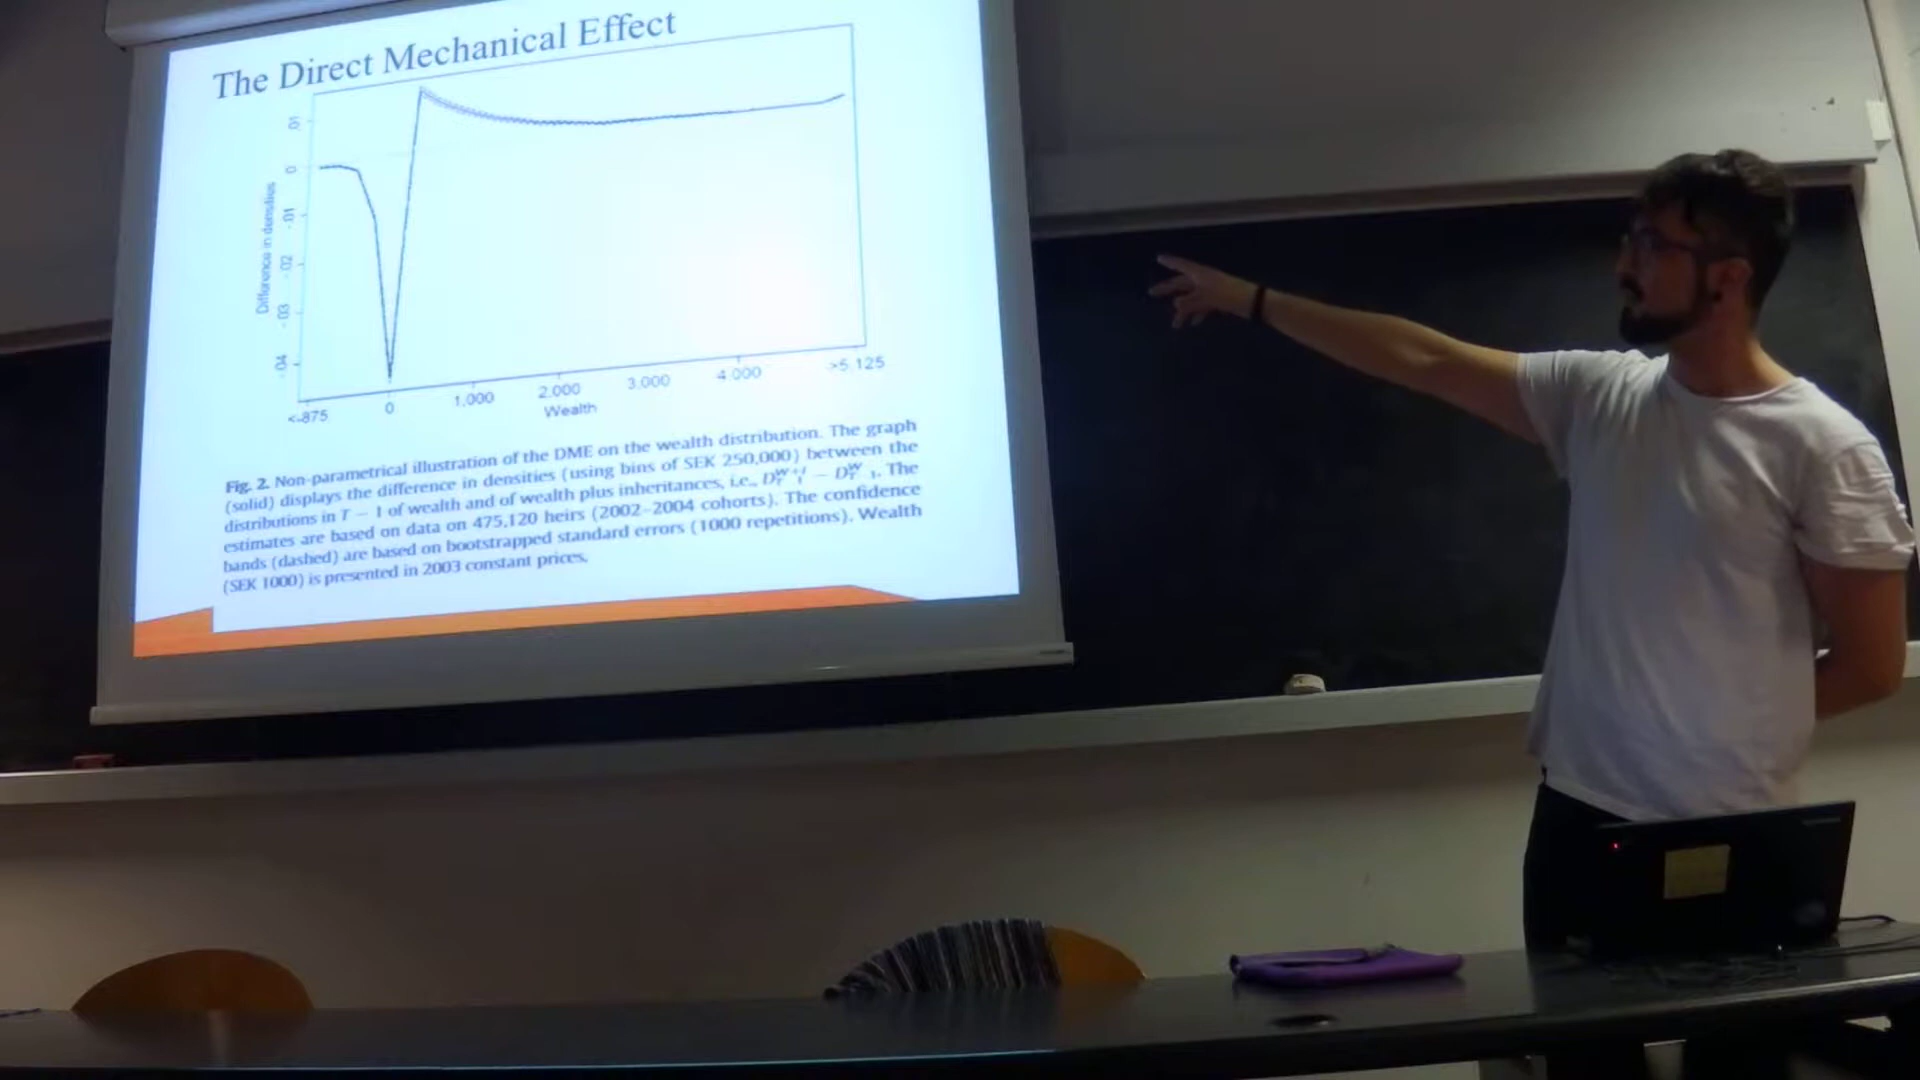 The Direct Mechanical Effect
.01
0
-.01
-.02
-.03
-.04
Difference in densities
<-875
0
1,000
2,000
3,000
4,000
>5,125
Wealth
Fig. 2. Non-parametrical illustration of the DME on the wealth distribution. The graph
(solid) displays the difference in densities (using bins of SEK 250,000) between the
distributions in T − 1 of wealth and of wealth plus inheritances, i.e.,
The
estimates are based on data on 475,120 heirs (2002–2004 cohorts). The confidence
bands (dashed) are based on bootstrapped standard errors (1000 repetitions). Wealth
(SEK 1000) is presented in 2003 constant prices.